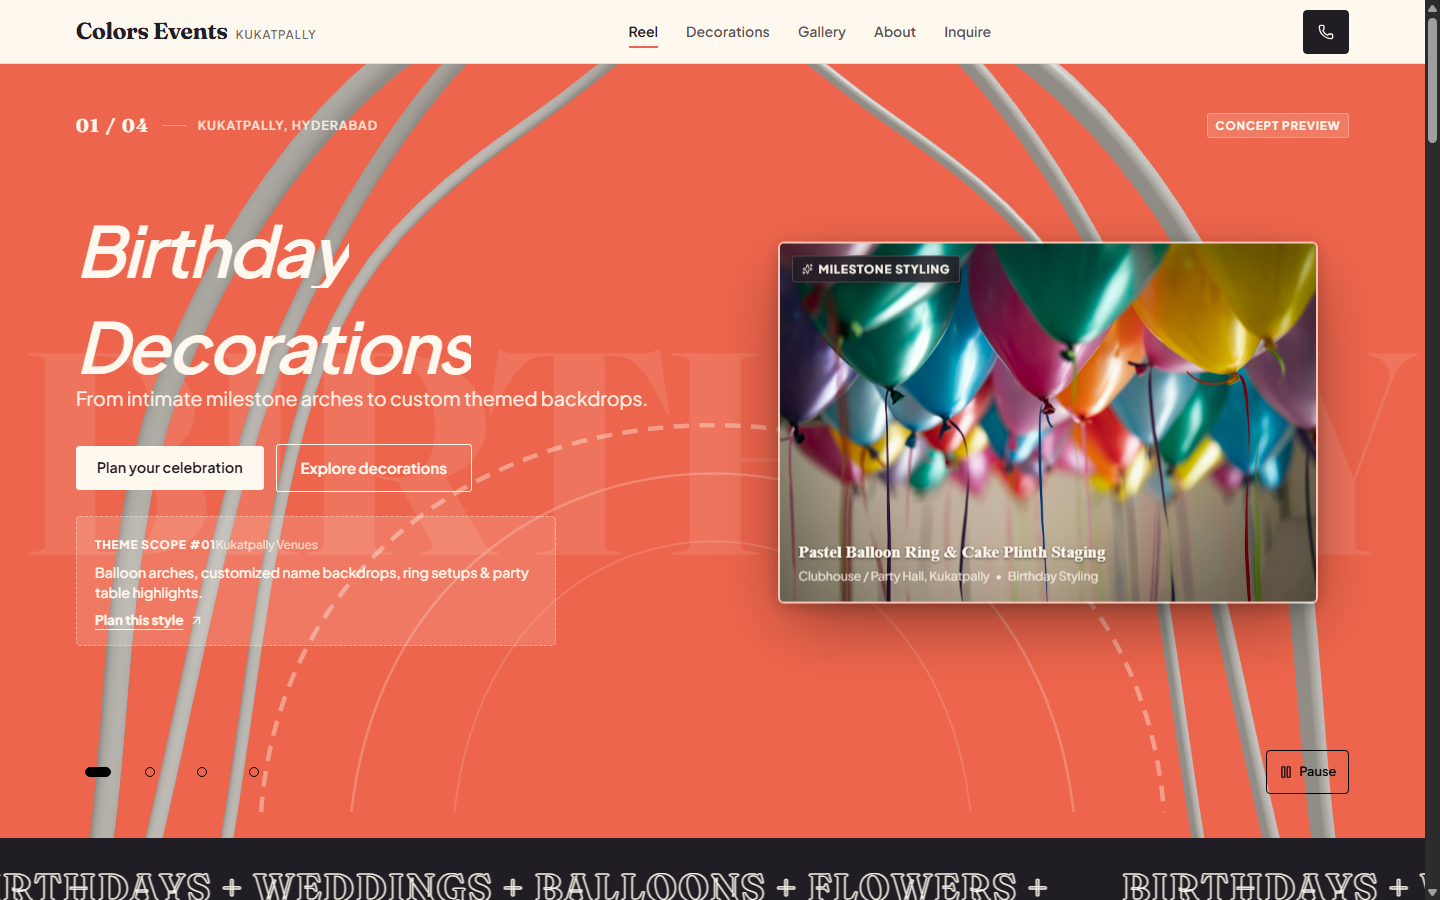 Colors Events KUKATPALLY
Reel Decorations Gallery About Inquire
01 / 04 KUKATPALLY, HYDERABAD
CONCEPT PREVIEW
Birthday
Decorations
From intimate milestone arches to custom themed backdrops.
Plan your celebration Explore decorations
THEME SCOPE #01Kukatpally Venues
Balloon arches, customized name backdrops, ring setups & party
table highlights.
Plan this style
MILESTONE STYLING
Pastel Balloon Ring & Cake Plinth Staging
Clubhouse / Party Hall, Kukatpally • Birthday Styling
Pause
RTHDAYS + WEDDINGS + BALLOONS + FLOWERS + BIRTHDAYS +